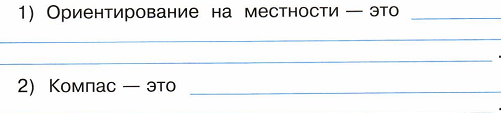 1) Ориентирование на местности — это
.
2) Компас — это
.